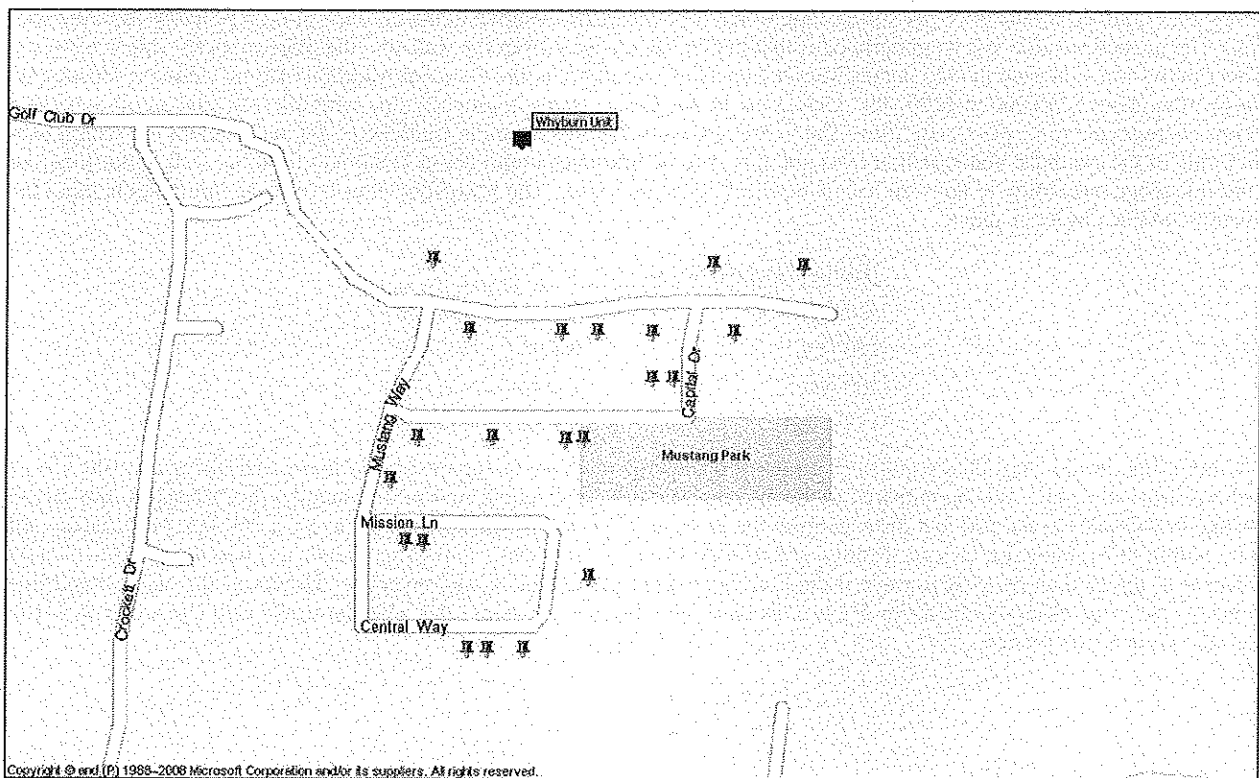 Golf Club Dr
Whyburn Unit
Capital Dr
Mustang Way
Mustang Park
Mission Ln
Crockett Dr
Central Way
Copyright © and (P) 1988–2008 Microsoft Corporation and/or its suppliers. All rights reserved.